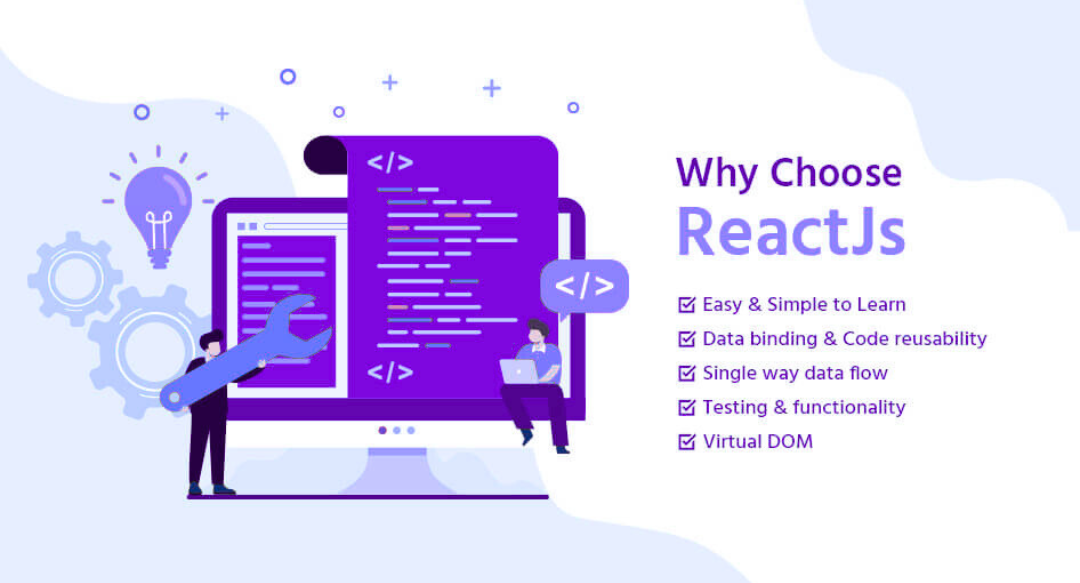 </>
</>
</>
Why Choose
ReactJs
Easy & Simple to Learn
Data binding & Code reusability
Single way data flow
Testing & functionality
Virtual DOM